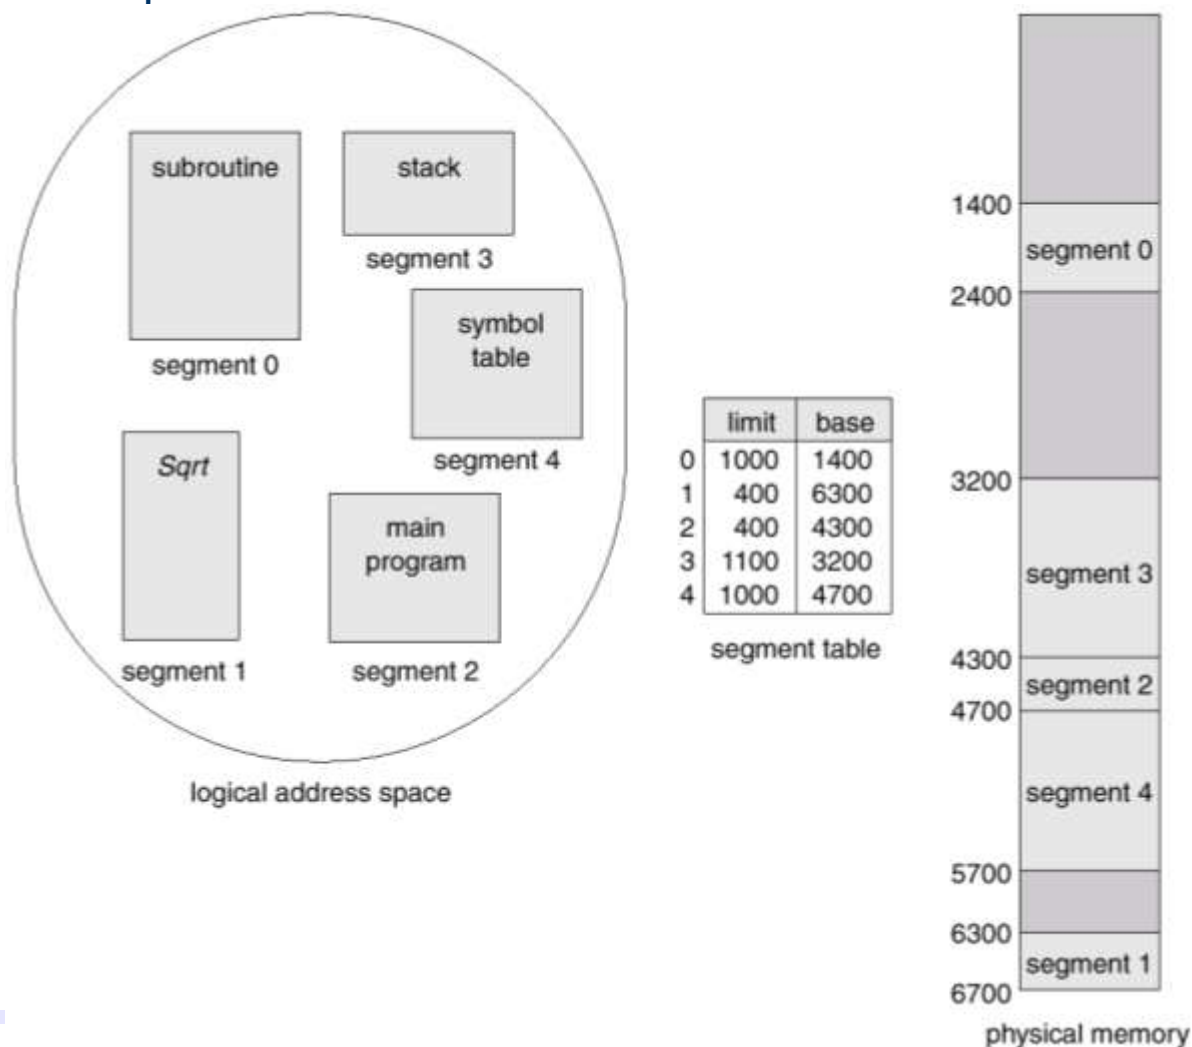 subroutine
segment 0
stack
segment 3
symbol
table
segment 4
Sqrt
segment 1
main
program
segment 2
logical address space
limit base
0 1000 1400
1 400 6300
2 400 4300
3 1100 3200
4 1000 4700
segment table
1400
segment 0
2400
3200
segment 3
4300
segment 2
4700
segment 4
5700
6300
segment 1
6700
physical memory